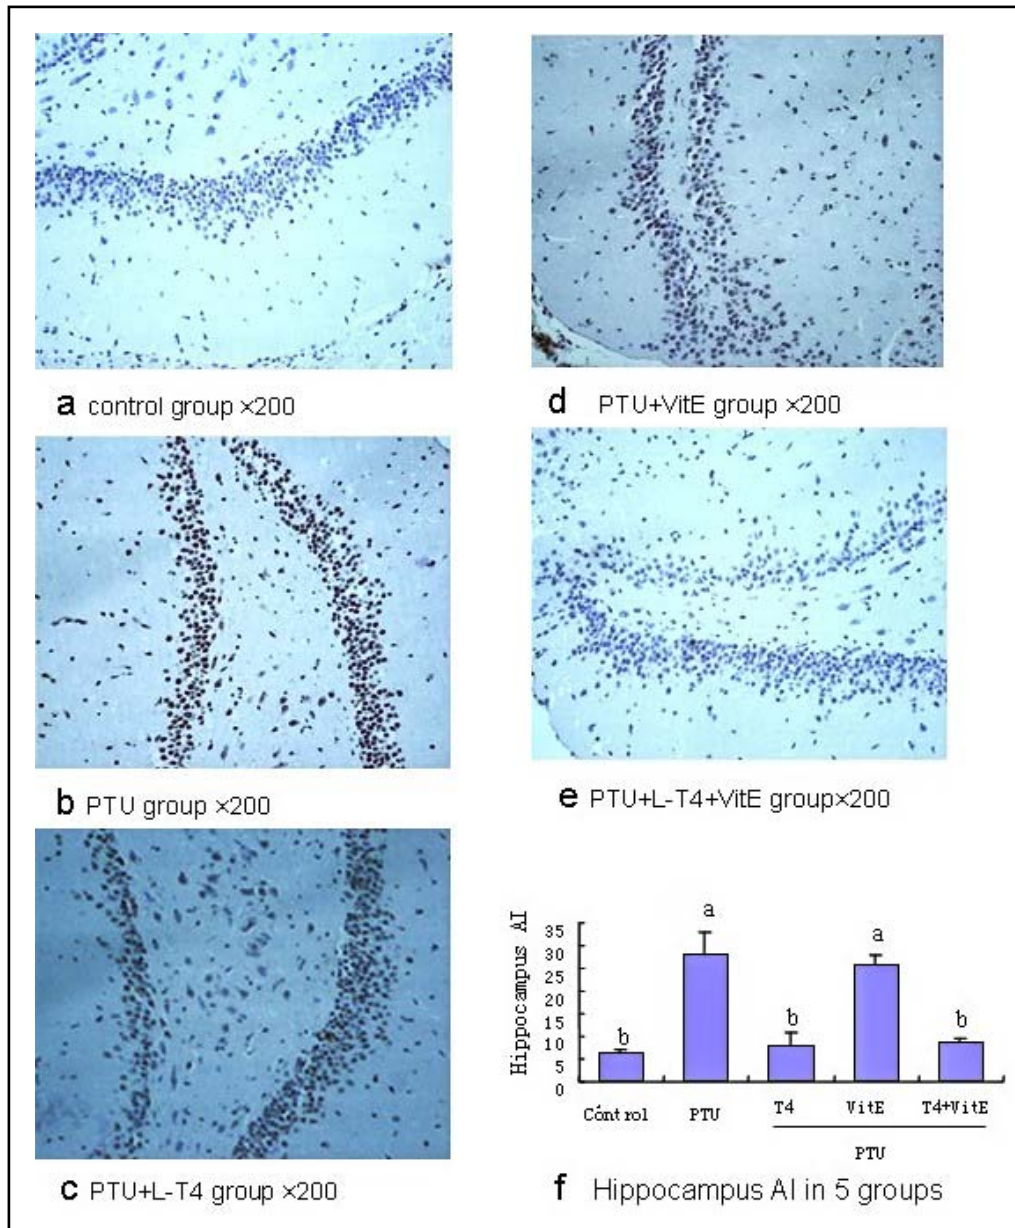 a control group ×200
b PTU group ×200
c PTU+L-T4 group ×200
d PTU+VitE group ×200
e PTU+L-T4+VitE group×200
Hippocampus AI
35
30
25
20
15
10
5
0
b
a
b
a
b
Control
PTU
T4
VitE
T4+VitE
PTU
f Hippocampus AI in 5 groups